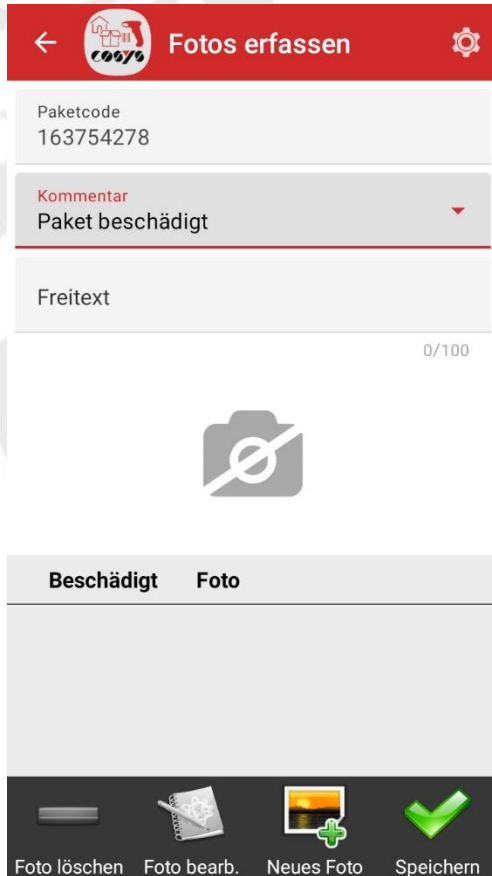 COSYS
Fotos erfassen
Paketcode
163754278
Kommentar
Paket beschädigt
Freitext
0/100
Beschädigt Foto
Foto löschen Foto bearb. Neues Foto Speichern